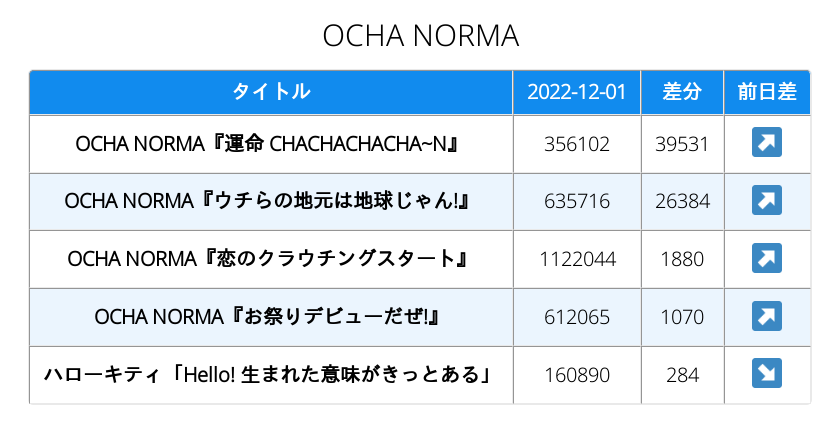 OCHA NORMA
タイトル 2022-12-01 差分 前日差
OCHA NORMA『運命 CHACHACHACHA~N』 356102 39531
OCHA NORMA『ウチらの地元は地球じゃん!』 635716 26384
OCHA NORMA『恋のクラウチングスタート』 1122044 1880
OCHA NORMA『お祭りデビューだぜ!』 612065 1070
ハローキティ「Hello! 生まれた意味がきっとある」 160890 284